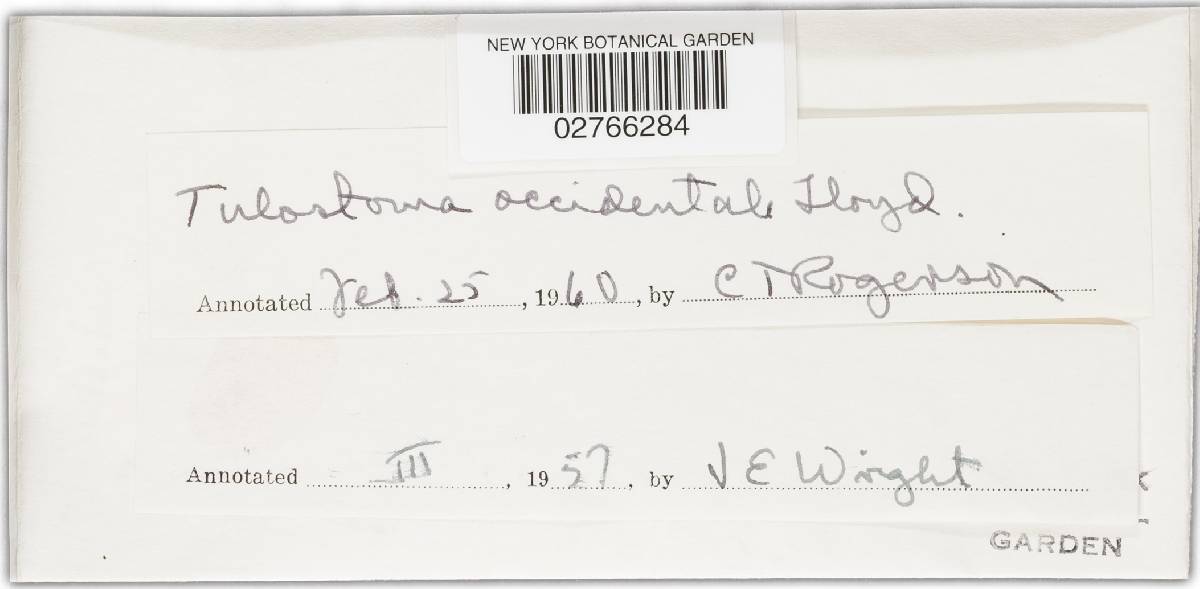 NEW YORK BOTANICAL GARDEN
02766284
Tulostoma occidentale Lloyd.
Annotated Feb. 25, 1960, by C T Rogerson
Annotated III, 1957, by J E Wright
GARDEN